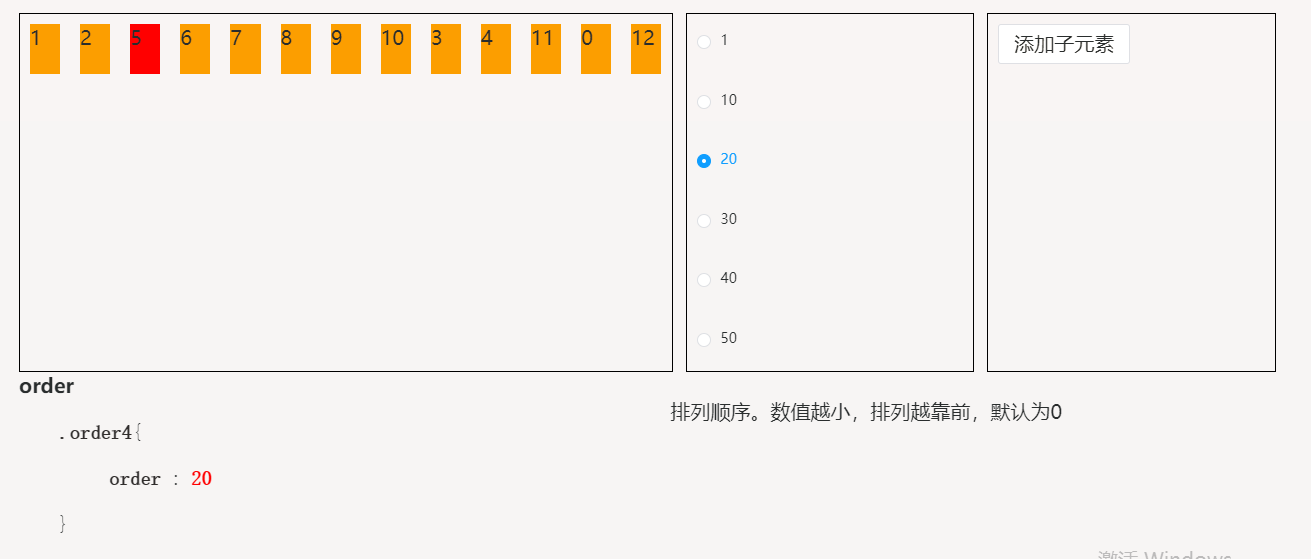 1 2 5 6 7 8 9 10 3 4 11 0 12
1
10
20
30
40
50
添加子元素
order
排列顺序。数值越小，排列越靠前，默认为0
.order4{
order : 20
}
激活 Windows